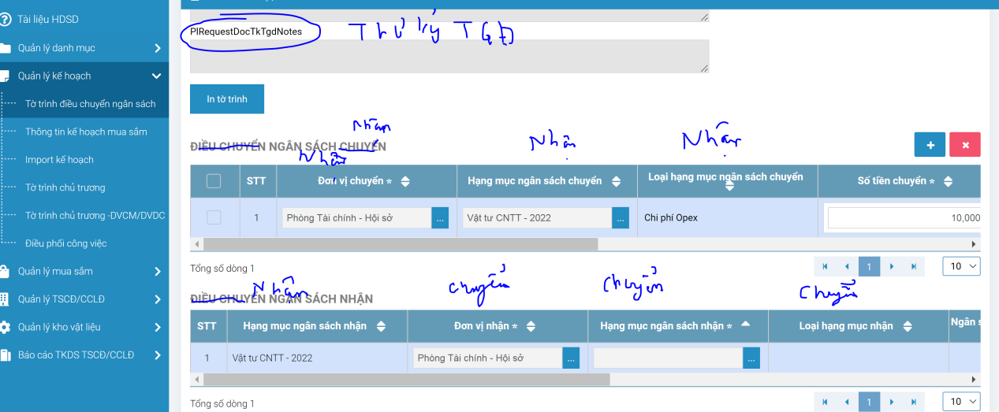 Tài liệu HDSD
Quản lý danh mục
Quản lý kế hoạch
Tờ trình điều chuyển ngân sách
Thông tin kế hoạch mua sắm
Import kế hoạch
Tờ trình chủ trương
Tờ trình chủ trương -DVCM/DVDC
Điều phối công việc
Quản lý mua sắm
Quản lý TSCĐ/CCLĐ
Quản lý kho vật liệu
Báo cáo TKDS TSCĐ/CCLĐ
PlRequestDocTkTgdNotes
Thư ký TGĐ
In tờ trình
Nhận
ĐIỀU CHUYỂN NGÂN SÁCH CHUYỂN
Nhận Nhận Nhận
STT Đơn vị chuyển * Hạng mục ngân sách chuyển Loại hạng mục ngân sách chuyển Số tiền chuyển *
1 Phòng Tài chính - Hội sở ... Vật tư CNTT - 2022 ... Chi phí Opex 10,000
Tổng số dòng 1 1 10
Nhận chuyển chuyển chuyển
ĐIỀU CHUYỂN NGÂN SÁCH NHẬN
STT Hạng mục ngân sách nhận Đơn vị nhận * Hạng mục ngân sách nhận * Loại hạng mục nhận Ngân
1 Vật tư CNTT - 2022 Phòng Tài chính - Hội sở ... ...
Tổng số dòng 1 1 10